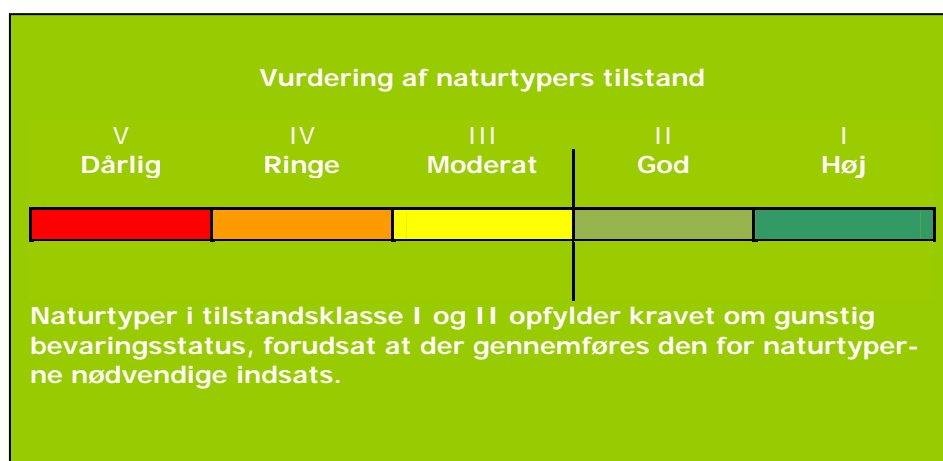 Vurdering af naturtypers tilstand
V IV III II I
Dårlig Ringe Moderat God Høj
Naturtyper i tilstandsklasse I og II opfylder kravet om gunstig
bevaringsstatus, forudsat at der gennemføres den for naturtyper-
ne nødvendige indsats.